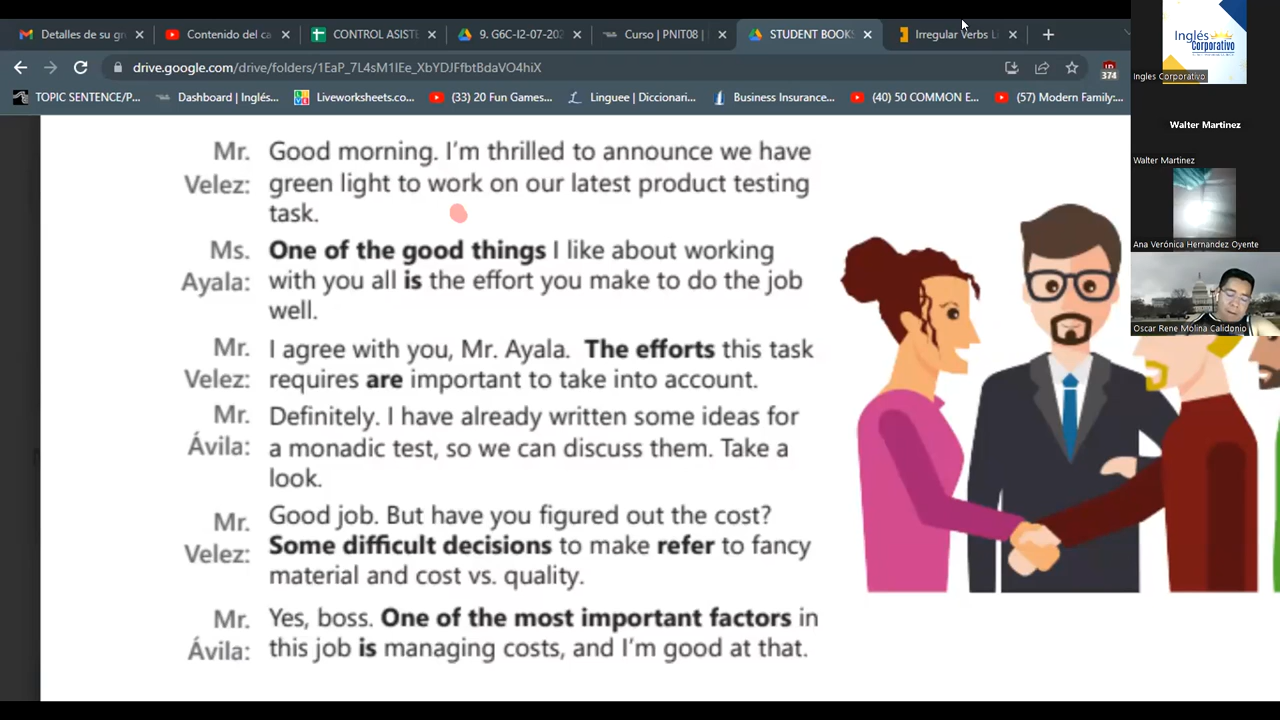 Detalles de su gr
Contenido del ca
CONTROL ASISTE
9. G6C-I2-07-202
Curso | PNIT08 |
STUDENT BOOKS
Irregular Verbs Li
Inglés
Corporativo
Ingles Corporativo
374
TOPIC SENTENCE/P...
Dashboard | Inglés...
Liveworksheets.co...
(33) 20 Fun Games...
Linguee | Diccionari...
Business Insurance...
(40) 50 COMMON E...
(57) Modern Family:...
Walter Martinez
Walter Martinez
Ana Verónica Hernandez Oyente
Oscar Rene Molina Calidonio
Mr. Good morning. I'm thrilled to announce we have
Velez: green light to work on our latest product testing
task.
Ms. One of the good things I like about working
Ayala: with you all is the effort you make to do the job
well.
Mr. I agree with you, Mr. Ayala. The efforts this task
Velez: requires are important to take into account.
Mr. Definitely. I have already written some ideas for
Ávila: a monadic test, so we can discuss them. Take a
look.
Mr. Good job. But have you figured out the cost?
Velez: Some difficult decisions to make refer to fancy
material and cost vs. quality.
Mr. Yes, boss. One of the most important factors in
Ávila: this job is managing costs, and I'm good at that.